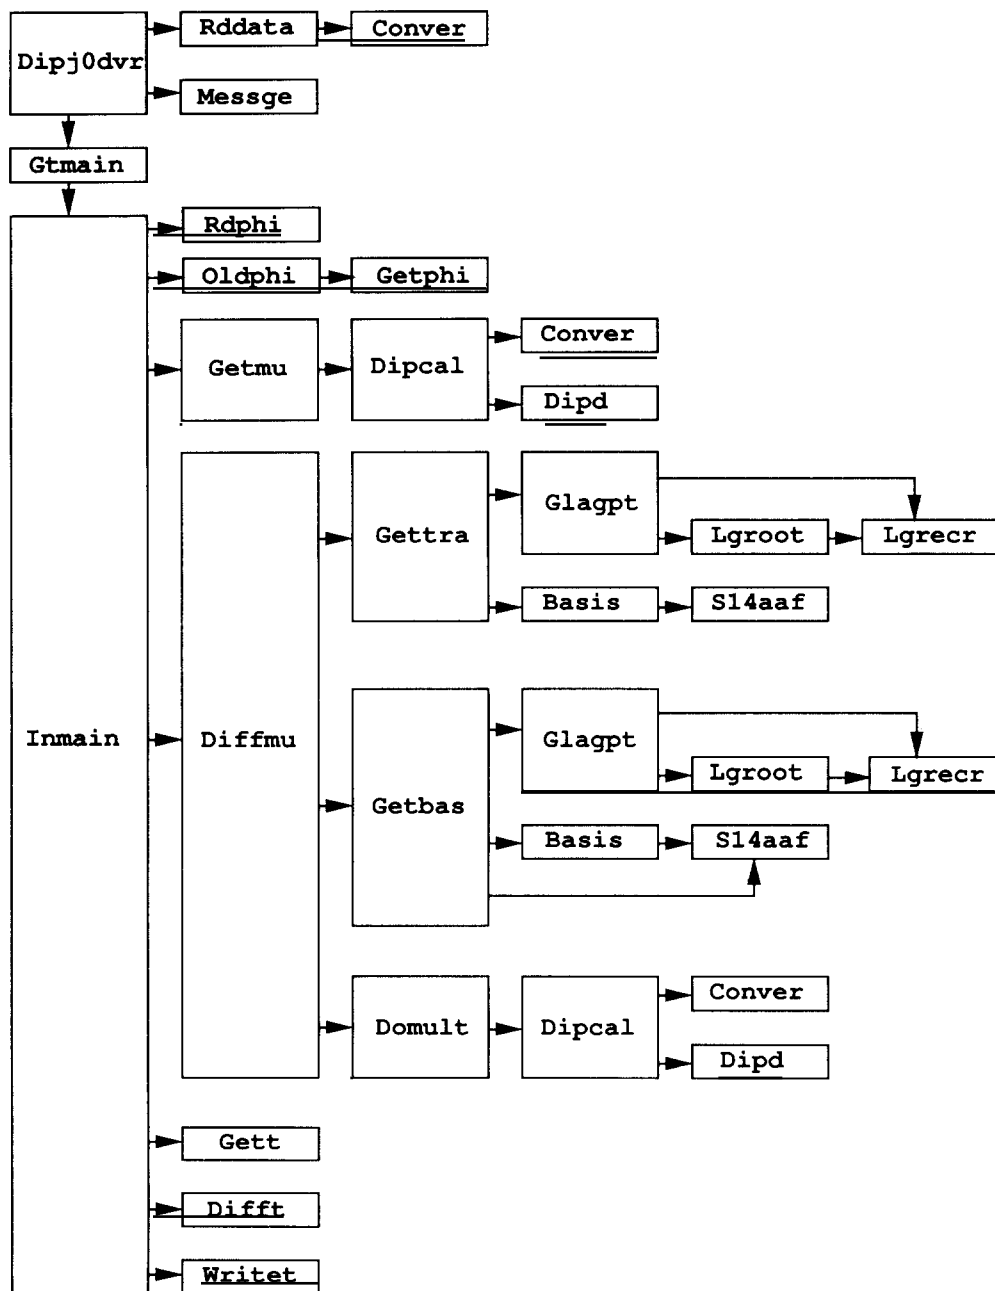 Rddata
Conver
Dipj0dvr
Messge
Gtmain
Rdphi
Oldphi
Getphi
Conver
Getmu
Dipcal
Dipd
Glagpt
Gettra
Lgroot
Lgrecr
Basis
S14aaf
Inmain
Diffmu
Glagpt
Lgroot
Lgrecr
Getbas
Basis
S14aaf
Conver
Domult
Dipcal
Dipd
Gett
Difft
Writet